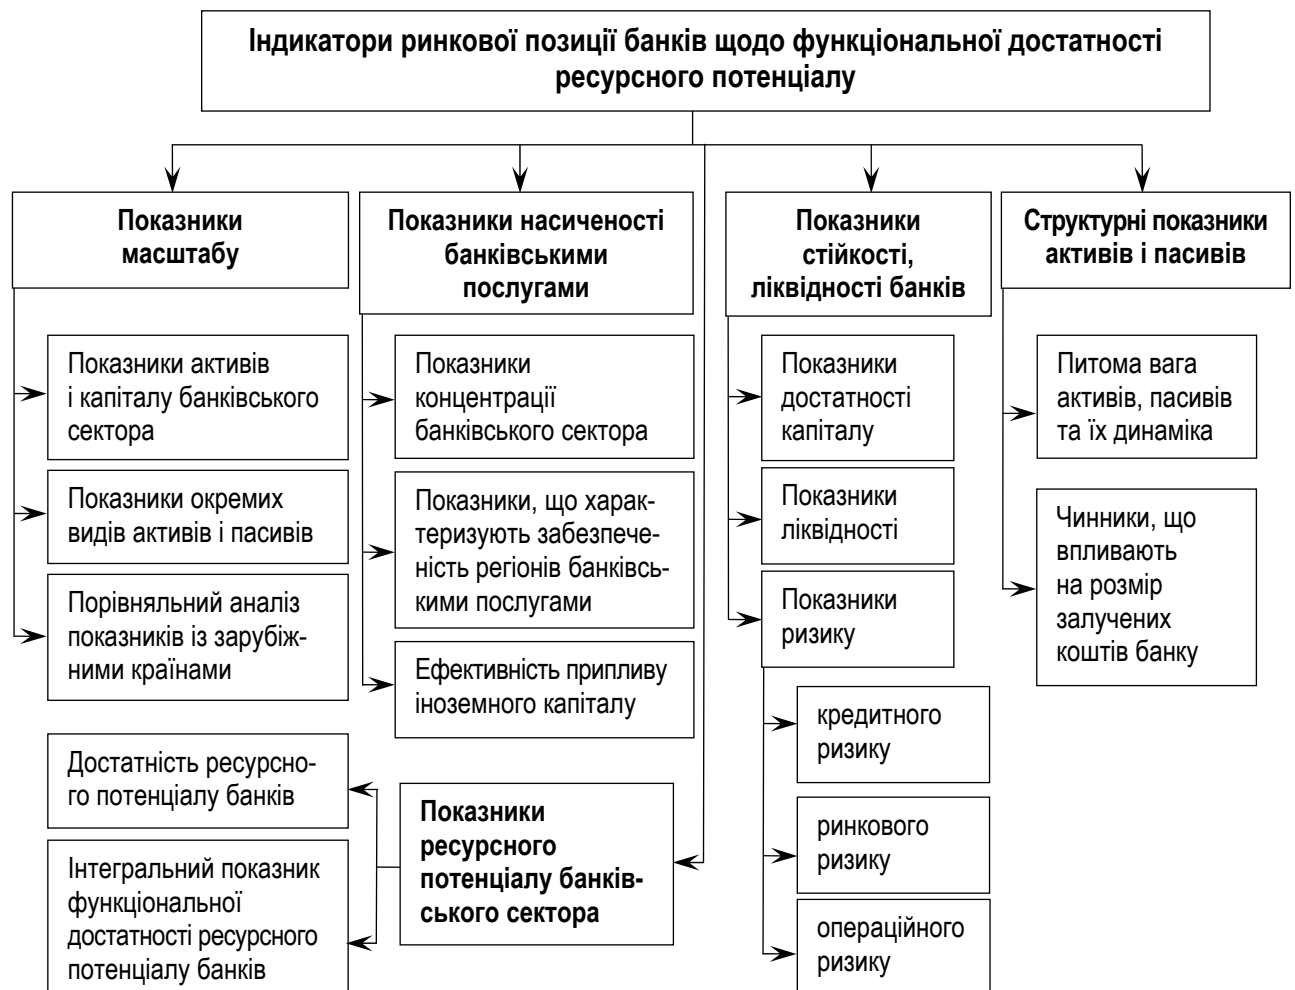 Індикатори ринкової позиції банків щодо функціональної достатності
ресурсного потенціалу
Показники
масштабу
Показники активів
і капіталу банківського
сектора
Показники окремих
видів активів і пасивів
Порівняльний аналіз
показників із зарубіж-
ними країнами
Показники насиченості
банківськими
послугами
Показники
концентрації
банківського сектора
Показники, що харак-
теризують забезпече-
ність регіонів банківсь-
кими послугами
Ефективність припливу
іноземного капіталу
Показники
стійкості,
ліквідності банків
Показники
достатності
капіталу
Показники
ліквідності
Показники
ризику
кредитного
ризику
ринкового
ризику
операційного
ризику
Структурні показники
активів і пасивів
Питома вага
активів, пасивів
та їх динаміка
Чинники, що
впливають
на розмір
залучених
коштів банку
Показники
ресурсного
потенціалу банків-
ського сектора
Достатність ресурсно-
го потенціалу банків
Інтегральний показник
функціональної
достатності ресурсного
потенціалу банків